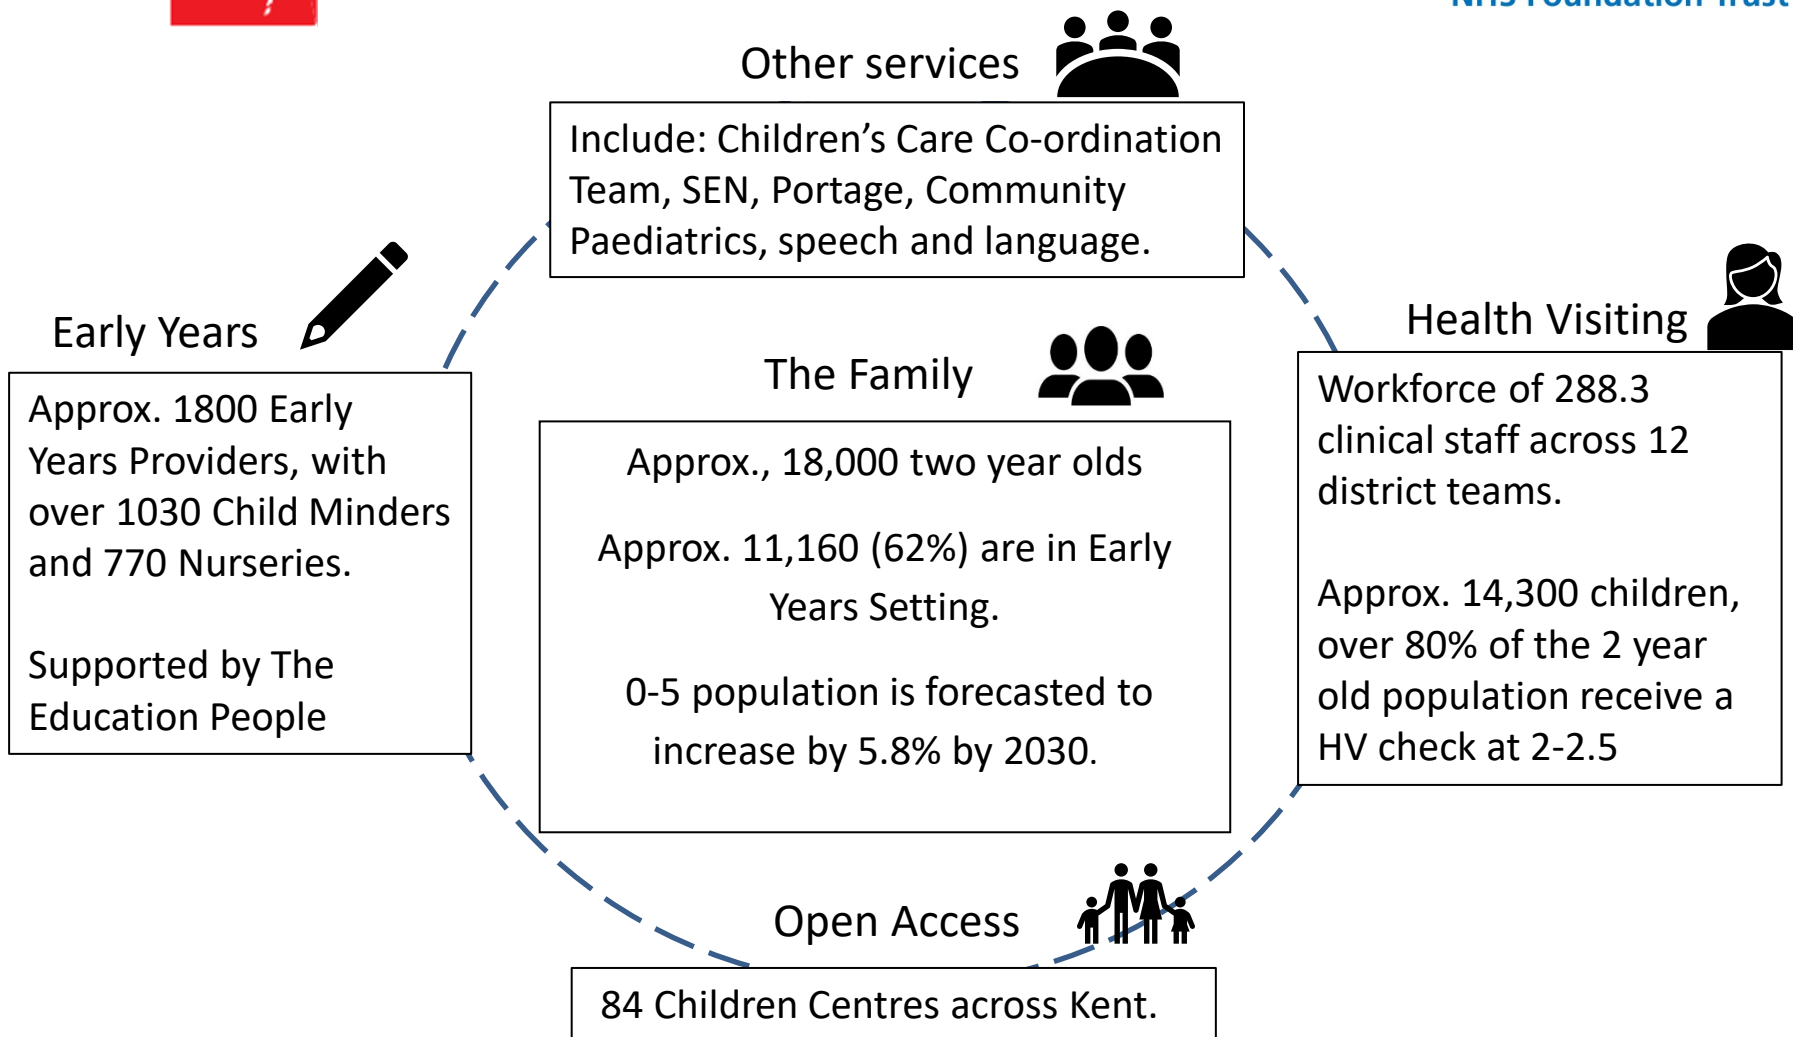 NHS Foundation Trust
Other services
Include: Children’s Care Co-ordination
Team, SEN, Portage, Community
Paediatrics, speech and language.
Early Years
Approx. 1800 Early
Years Providers, with
over 1030 Child Minders
and 770 Nurseries.
Supported by The
Education People
The Family
Approx., 18,000 two year olds
Approx. 11,160 (62%) are in Early
Years Setting.
0-5 population is forecasted to
increase by 5.8% by 2030.
Health Visiting
Workforce of 288.3
clinical staff across 12
district teams.
Approx. 14,300 children,
over 80% of the 2 year
old population receive a
HV check at 2-2.5
Open Access
84 Children Centres across Kent.